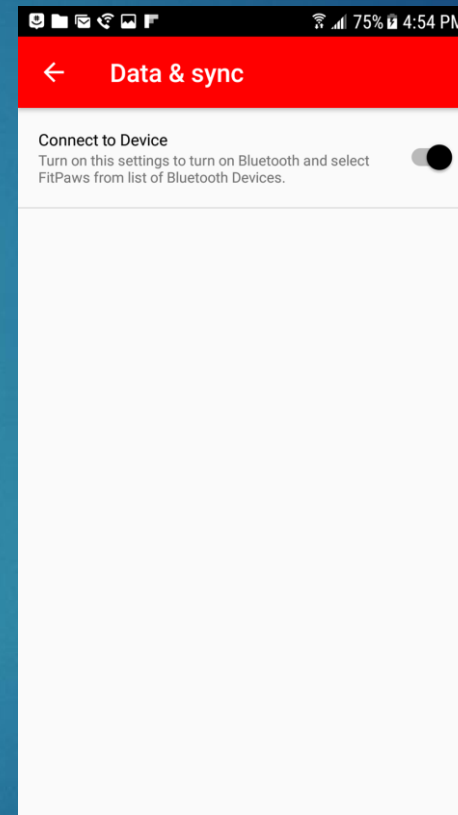 75% 4:54 PM
Data & sync
Connect to Device
Turn on this settings to turn on Bluetooth and select
FitPaws from list of Bluetooth Devices.